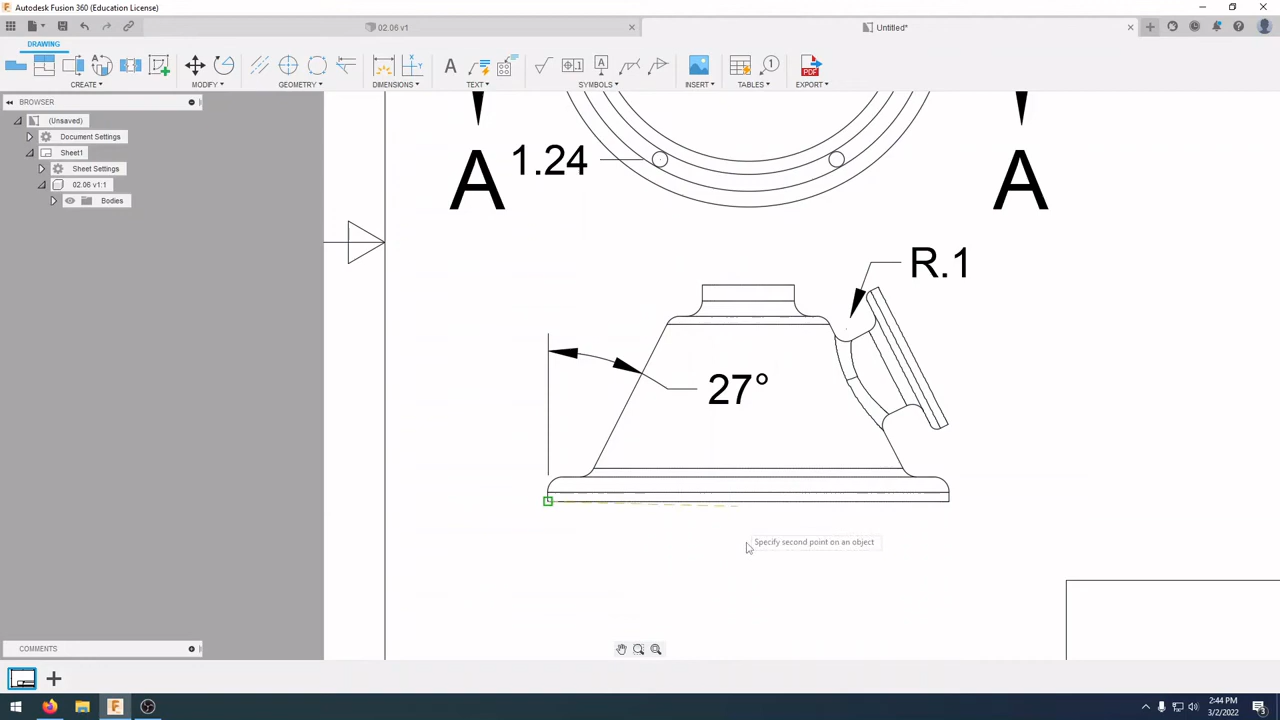 Autodesk Fusion 360 (Education License)
02.06 v1
Untitled*
DRAWING
CREATE
MODIFY
GEOMETRY
DIMENSIONS
TEXT
SYMBOLS
INSERT
TABLES
EXPORT
PDF
BROWSER
(Unsaved)
Document Settings
Sheet1
Sheet Settings
02.06 v1:1
Bodies
A
1.24
A
R.1
27°
Specify second point on an object
COMMENTS
2:44 PM
3/2/2022